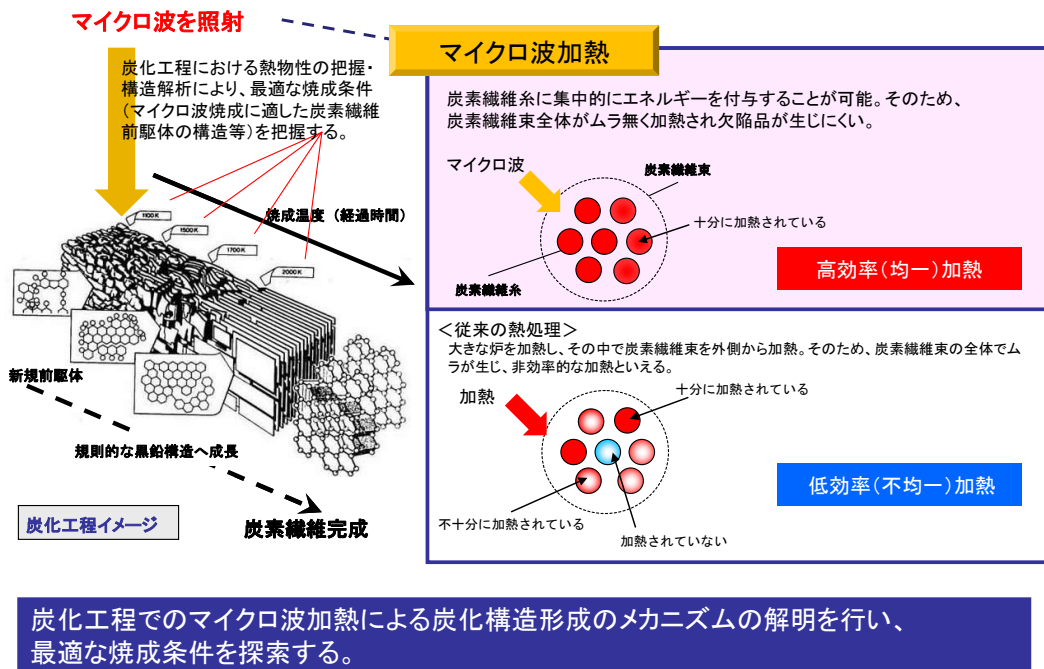 マイクロ波を照射
炭化工程における熱物性の把握・
構造解析により、最適な焼成条件
(マイクロ波焼成に適した炭素繊維
前駆体の構造等)を把握する。
焼成温度(経過時間)
1100K
1500K
1700K
2000K
新規前駆体
規則的な黒鉛構造へ成長
炭化工程イメージ
炭素繊維完成
マイクロ波加熱
炭素繊維糸に集中的にエネルギーを付与することが可能。そのため、
炭素繊維束全体がムラ無く加熱され欠陥品が生じにくい。
マイクロ波
炭素繊維束
十分に加熱されている
炭素繊維糸
高効率(均一)加熱
<従来の熱処理>
大きな炉を加熱し、その中で炭素繊維束を外側から加熱。そのため、炭素繊維束の全体でム
ラが生じ、非効率的な加熱といえる。
加熱
十分に加熱されている
低効率(不均一)加熱
不十分に加熱されている
加熱されていない
炭化工程でのマイクロ波加熱による炭化構造形成のメカニズムの解明を行い、
最適な焼成条件を探索する。